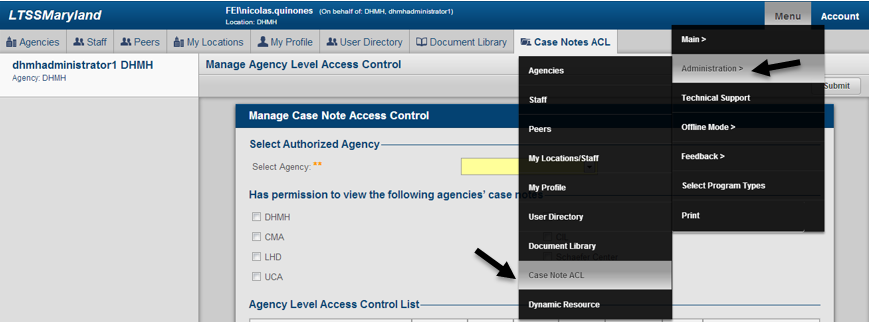 LTSSMaryland
FEI\nicolas.quinones (On behalf of: DHMH, dhmhadministrator1)
Location: DHMH
Menu
Account
Agencies
Staff
Peers
My Locations
My Profile
User Directory
Document Library
Case Notes ACL
dhmhadministrator1 DHMH
Agency: DHMH
Manage Agency Level Access Control
Submit
Manage Case Note Access Control
Select Authorized Agency
Select Agency: **
Has permission to view the following agencies' case notes
DHMH
CMA
LHD
UCA
Agency Level Access Control List
Agencies
Staff
Peers
My Locations/Staff
My Profile
User Directory
Document Library
Case Note ACL
Dynamic Resource
Main >
Administration >
Technical Support
Offline Mode >
Feedback >
Select Program Types
Print